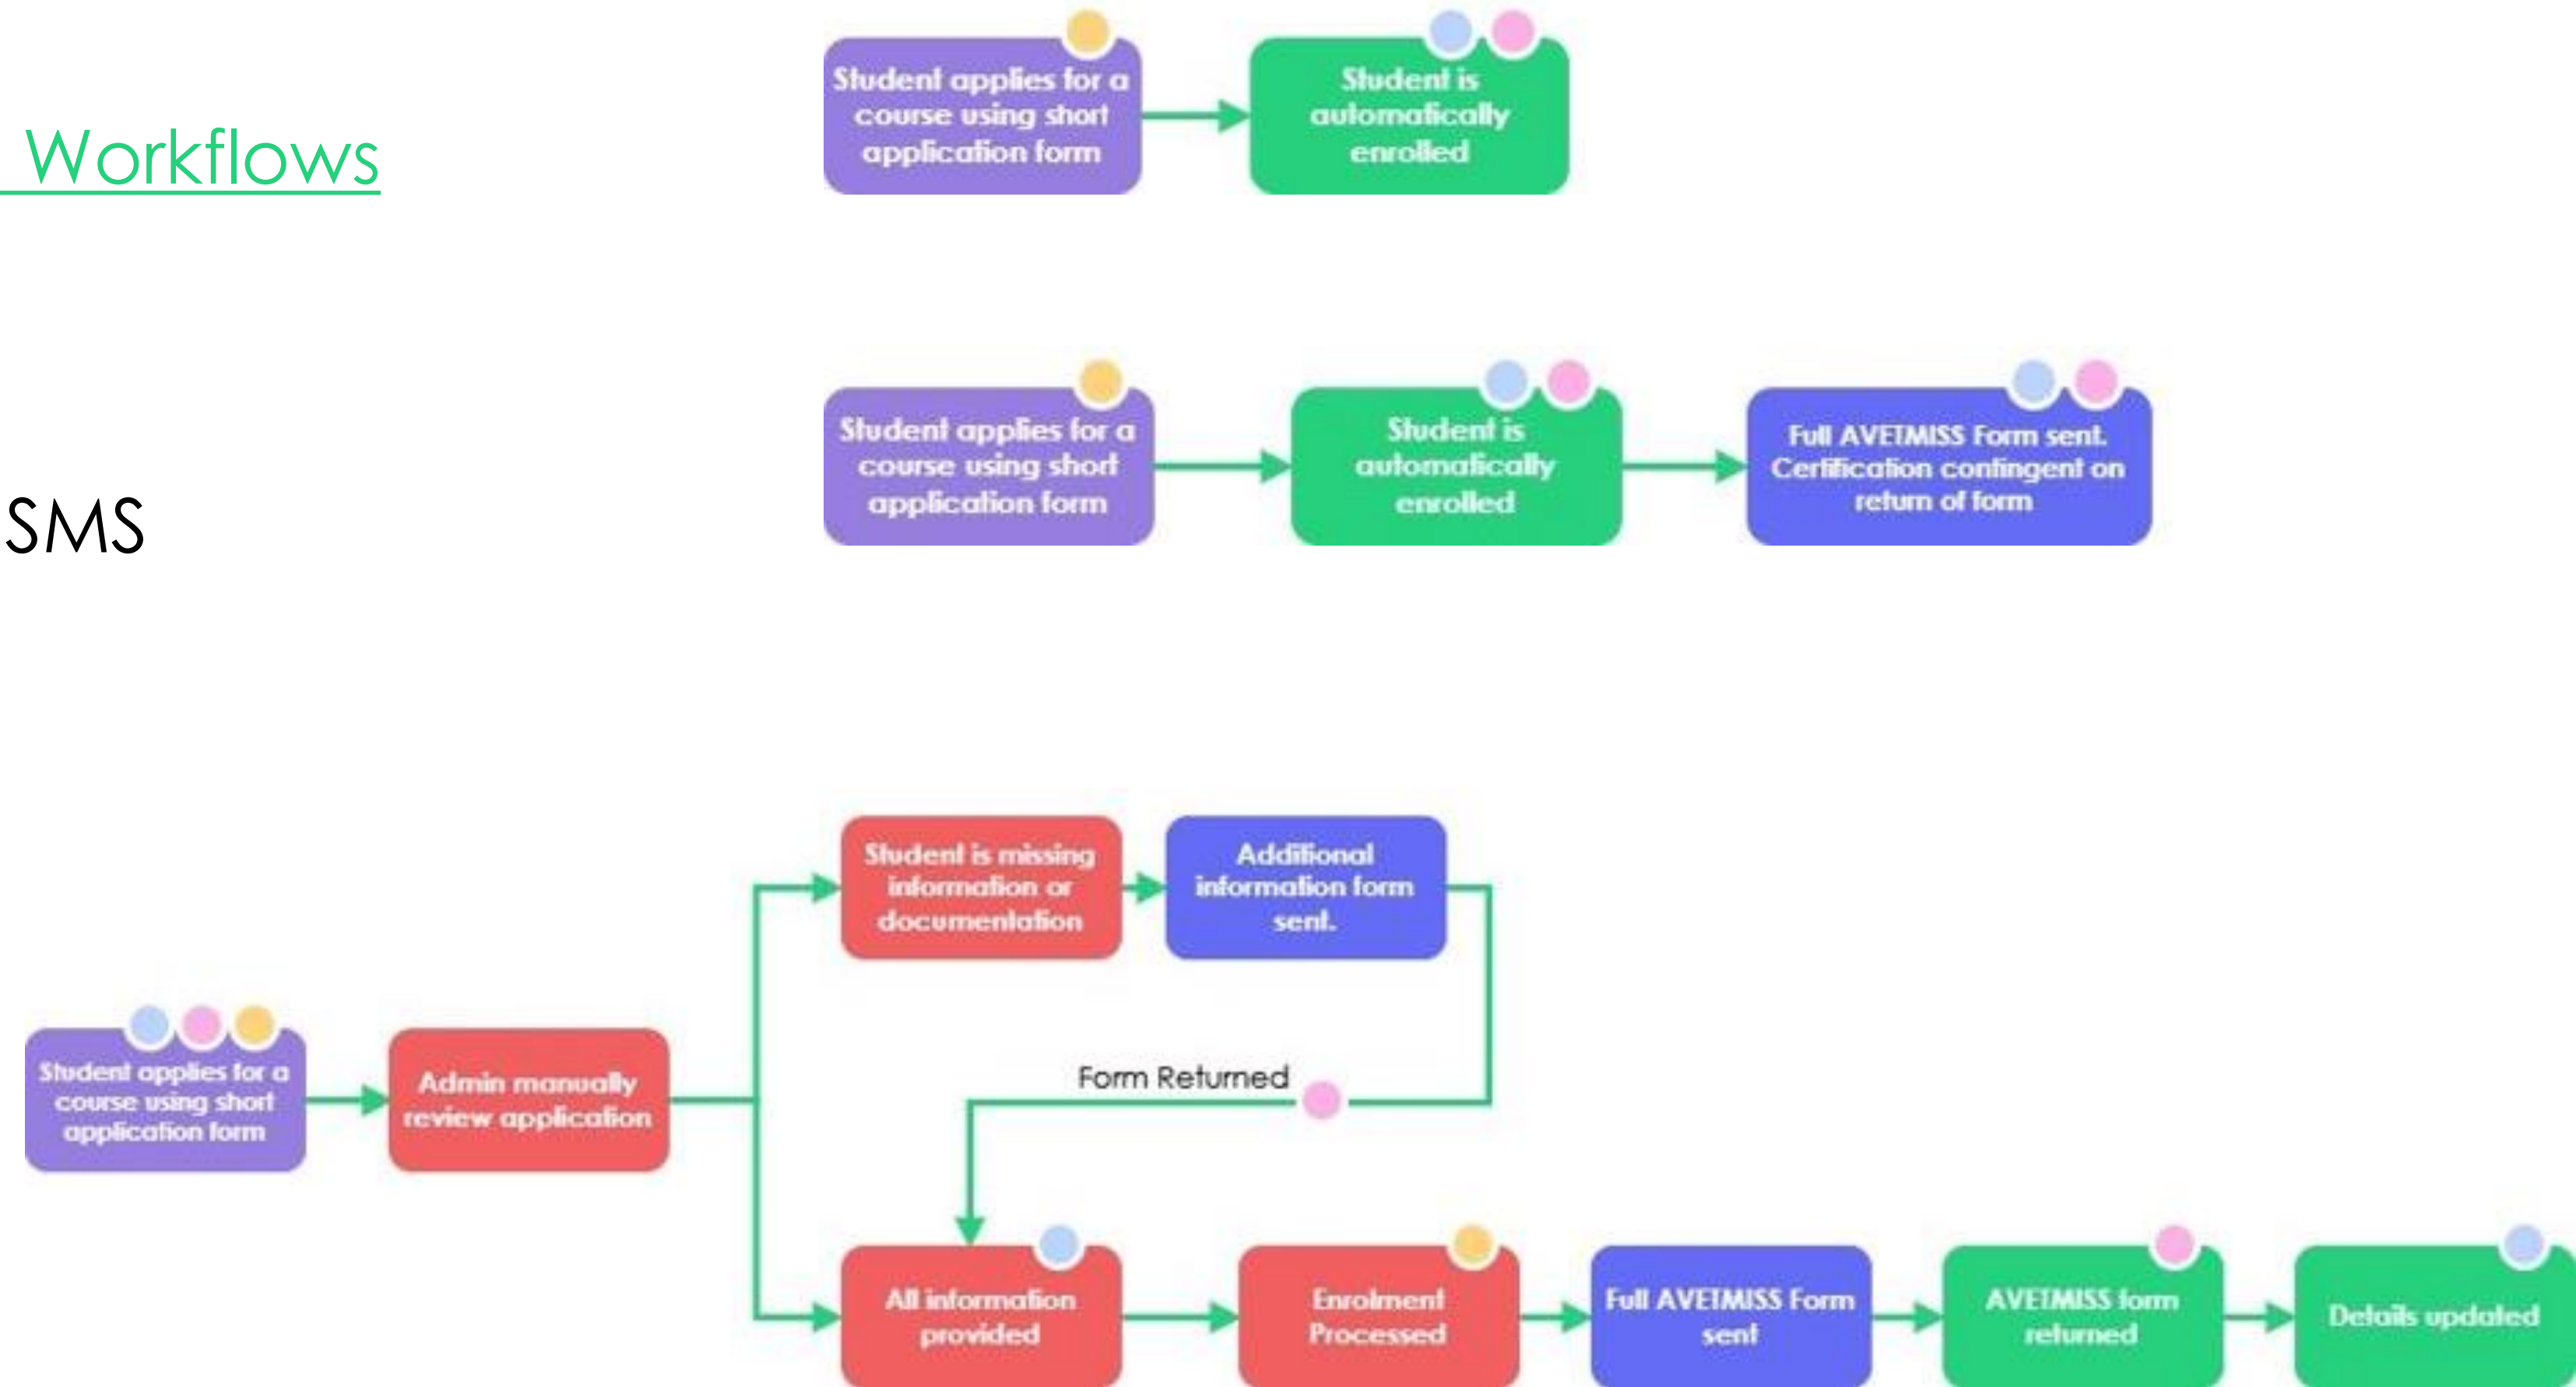 Workflows
Student applies for a
course using short
application form
Student is
automatically
enrolled
SMS
Student applies for a
course using short
application form
Student is
automatically
enrolled
Full AVETMISS Form sent.
Certification contingent on
return of form
Student is missing
information or
documentation
Additional
information form
sent.
Student applies for a
course using short
application form
Admin manually
review application
Form Returned
All information
provided
Enrolment
Processed
Full AVETMISS Form
sent
AVETMISS form
returned
Details updated